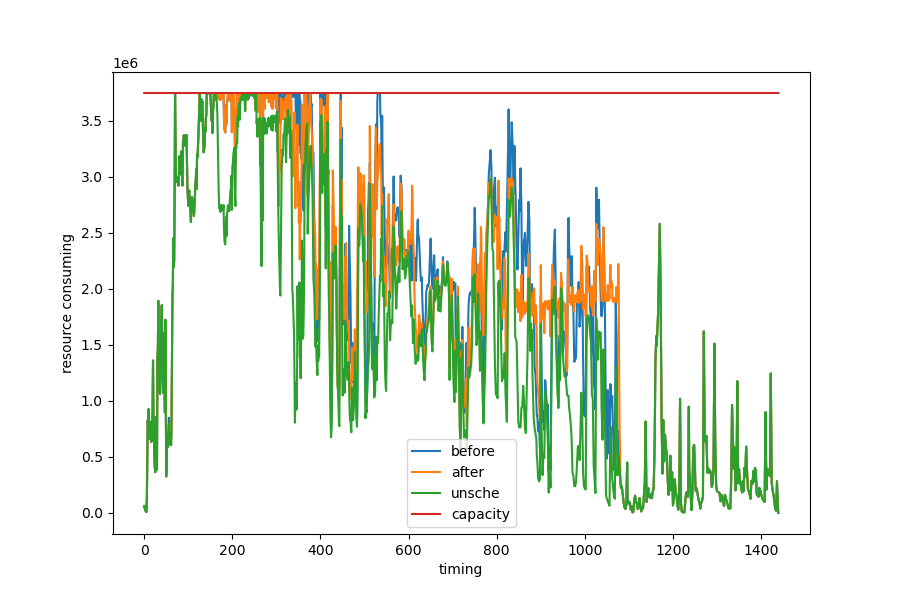 1e6
3.5
3.0
2.5
2.0
1.5
1.0
0.5
0.0
resource consuming
0 200 400 600 800 1000 1200 1400
timing
before
after
unsche
capacity